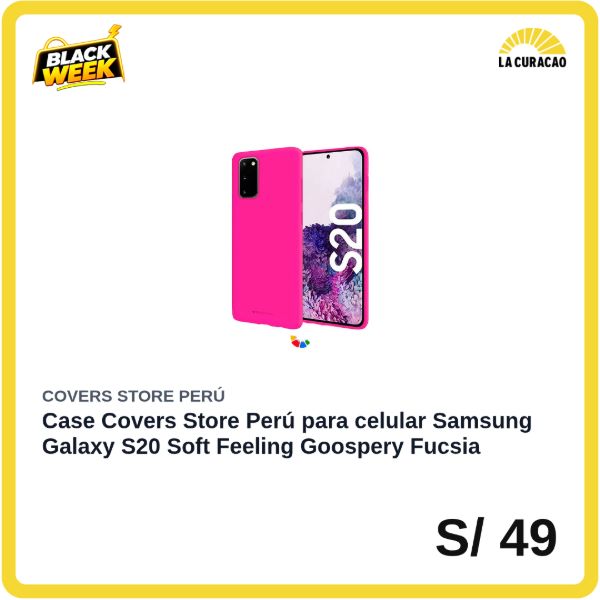 BLACK
WEEK
LA CURACAO
S20
COVERS STORE PERÚ
Case Covers Store Perú para celular Samsung
Galaxy S20 Soft Feeling Goospery Fucsia
S/ 49